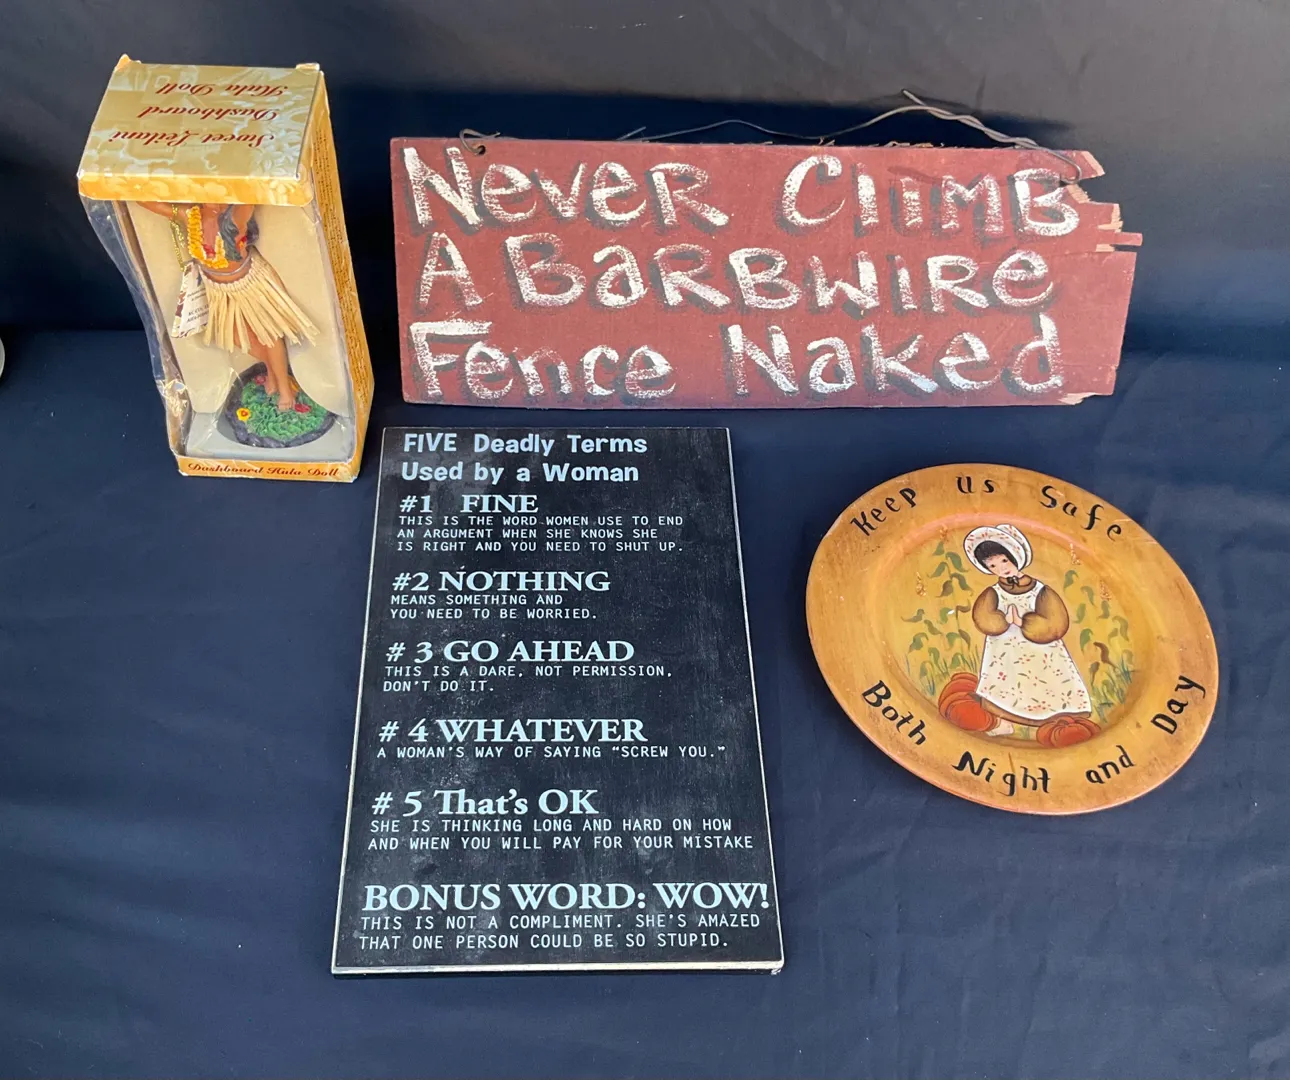 Sweet Leilani
Dashboard
Hula Doll
Dashboard Hula Doll
Never Climb
A Barbwire
Fence Naked
FIVE Deadly Terms
Used by a Woman
#1 FINE
THIS IS THE WORD WOMEN USE TO END
AN ARGUMENT WHEN SHE KNOWS SHE
IS RIGHT AND YOU NEED TO SHUT UP.
#2 NOTHING
MEANS SOMETHING AND
YOU NEED TO BE WORRIED.
# 3 GO AHEAD
THIS IS A DARE, NOT PERMISSION,
DON'T DO IT.
# 4 WHATEVER
A WOMAN'S WAY OF SAYING "SCREW YOU."
# 5 That's OK
SHE IS THINKING LONG AND HARD ON HOW
AND WHEN YOU WILL PAY FOR YOUR MISTAKE
BONUS WORD: WOW!
THIS IS NOT A COMPLIMENT. SHE'S AMAZED
THAT ONE PERSON COULD BE SO STUPID.
Keep us Safe
Both Night and Day